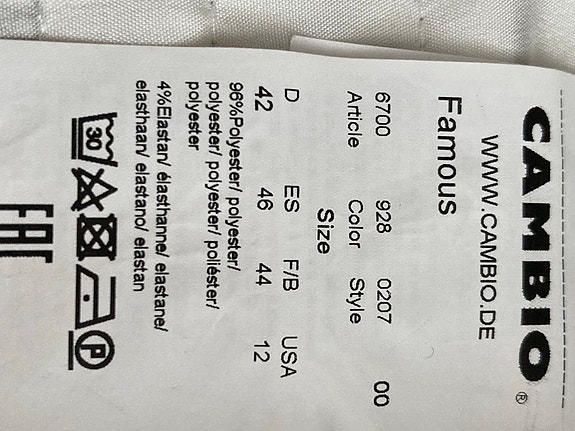 CAMBIO®
WWW.CAMBIO.DE
Famous
6700 928 0207 00
Article Color Style
Size
D ES F/B USA
42 46 44 12
96%Polyester/ polyester/
polyester/ polyester/ poliéster/
polyester
4%Elastan/ élasthanne/ elastane/
elasthaan/ elastano/ elastan
30 P
EAC